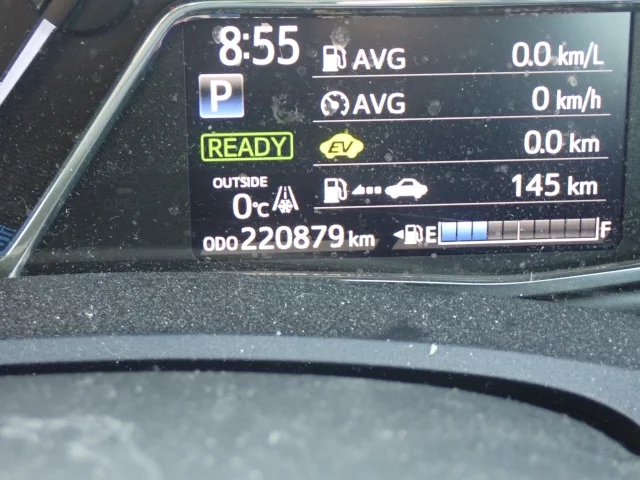 8:55
AVG 0.0 km/L
P
AVG 0 km/h
READY
EV 0.0 km
OUTSIDE
0°C
145 km
ODO 220879 km
E F